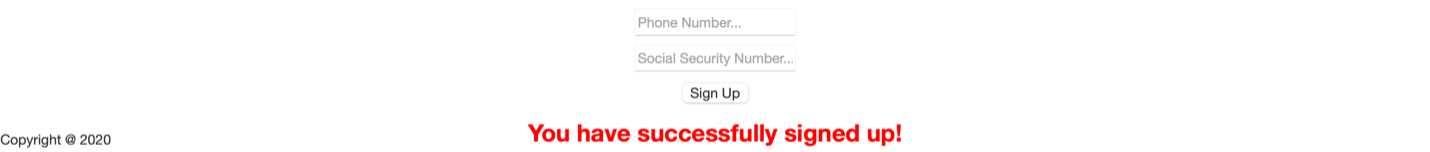 Phone Number...
Social Security Number...
Sign Up
You have successfully signed up!
Copyright @ 2020